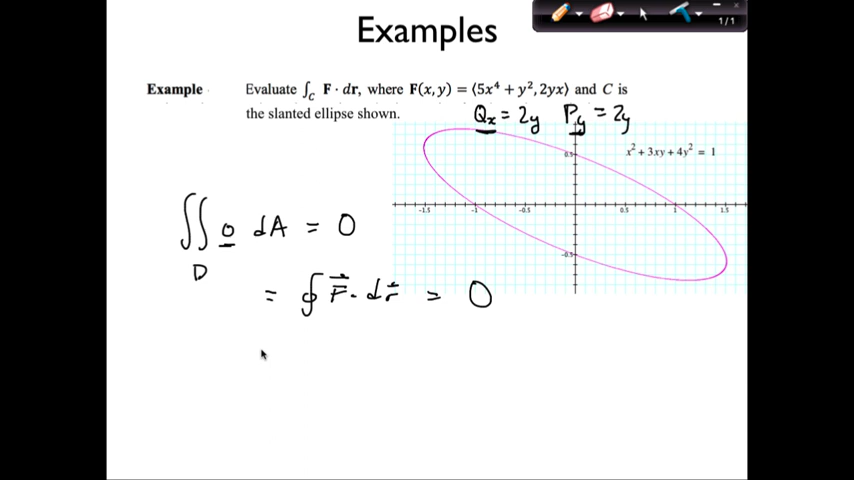 Examples
1/1
Example Evaluate ∫_C F · dr, where F(x, y) = ⟨5x⁴ + y², 2yx⟩ and C is
the slanted ellipse shown.
Qx = 2y Py = 2y
x² + 3xy + 4y² = 1
0.5
-1.5 -1 -0.5 0.5 1 1.5
-0.5
∬_D 0 dA = 0
= ∮ F⃗ · dr⃗ = 0